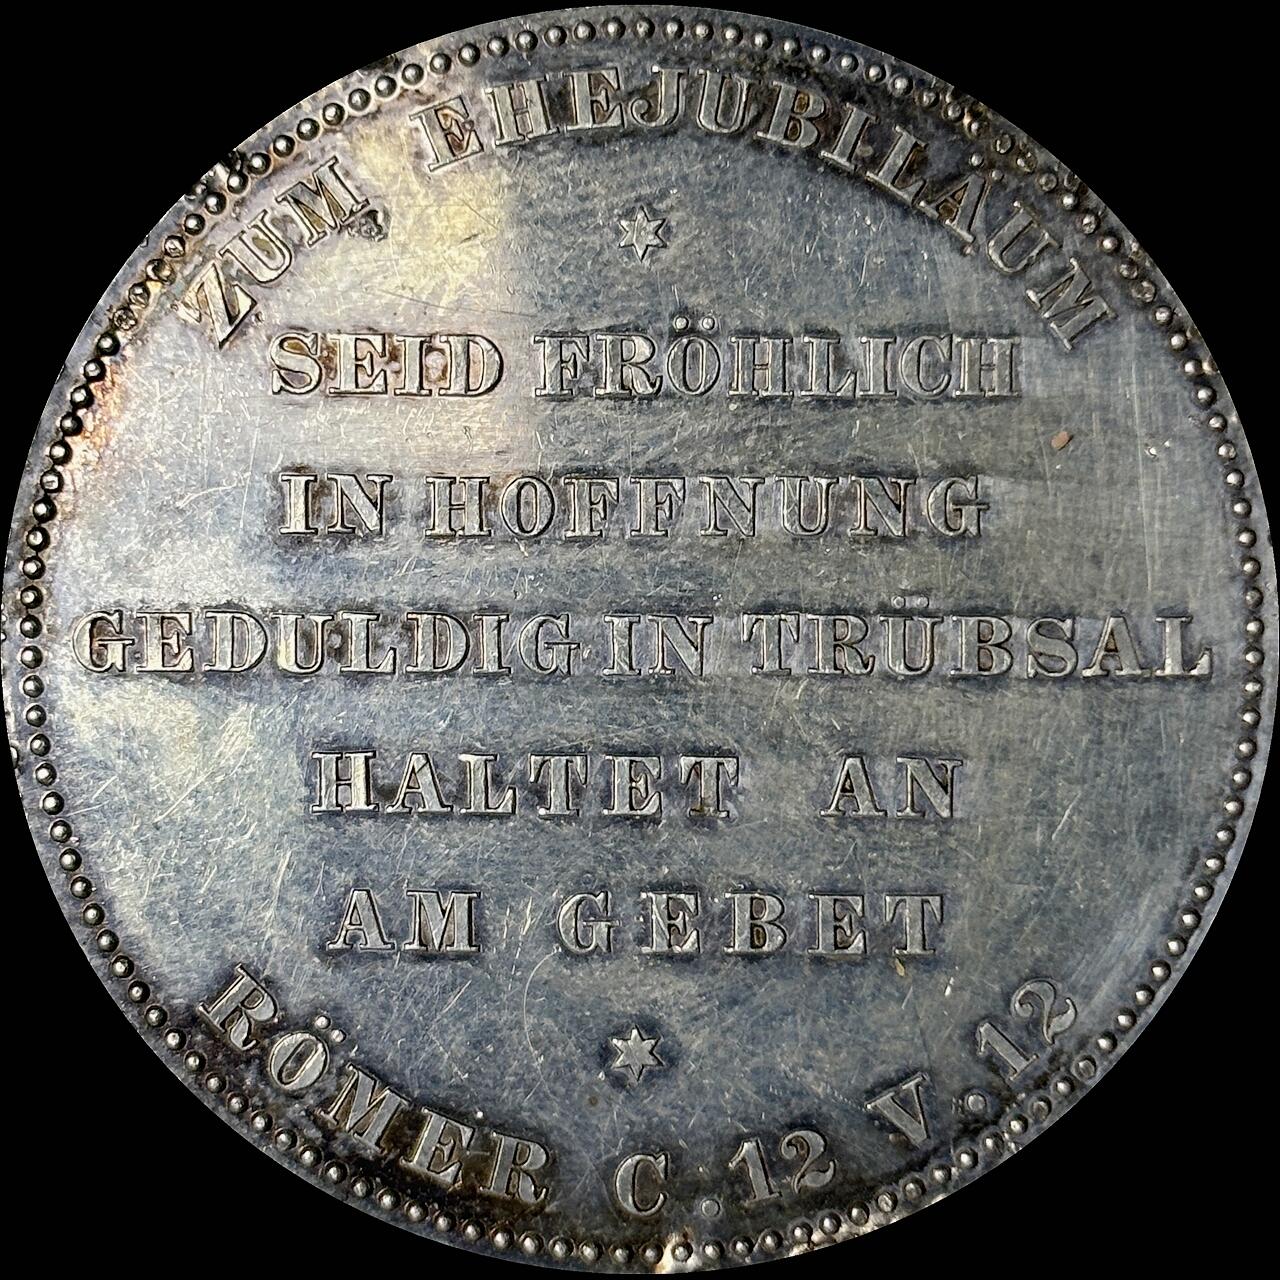 ZUM EHEJUBILÄUM
SEID FRÖHLICH
IN HOFFNUNG
GEDULDIG IN TRÜBSAL
HALTET AN
AM GEBET
RÖMER C. 12 V. 12